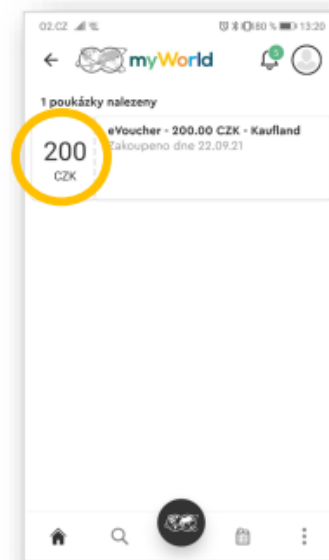 02.CZ 80 % 13:20
myWorld
5
1 poukázky nalezeny
200
CZK
eVoucher - 200.00 CZK - Kaufland
Zakoupeno dne 22.09.21